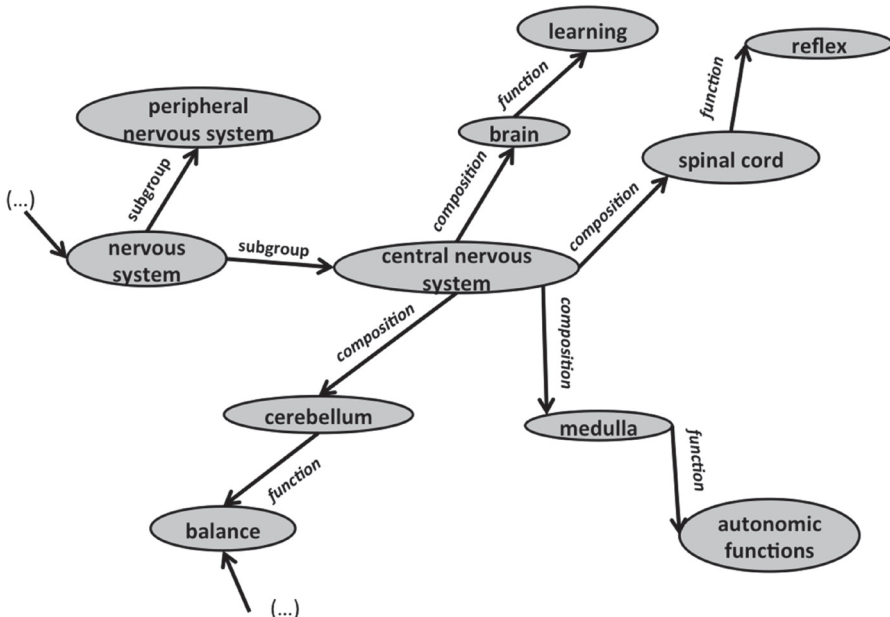 learning
reflex
function
function
peripheral
nervous system
brain
spinal cord
subgroup
composition
composition
(...)
nervous
system
subgroup
central nervous
system
composition
composition
cerebellum
medulla
function
function
balance
autonomic
functions
(...)